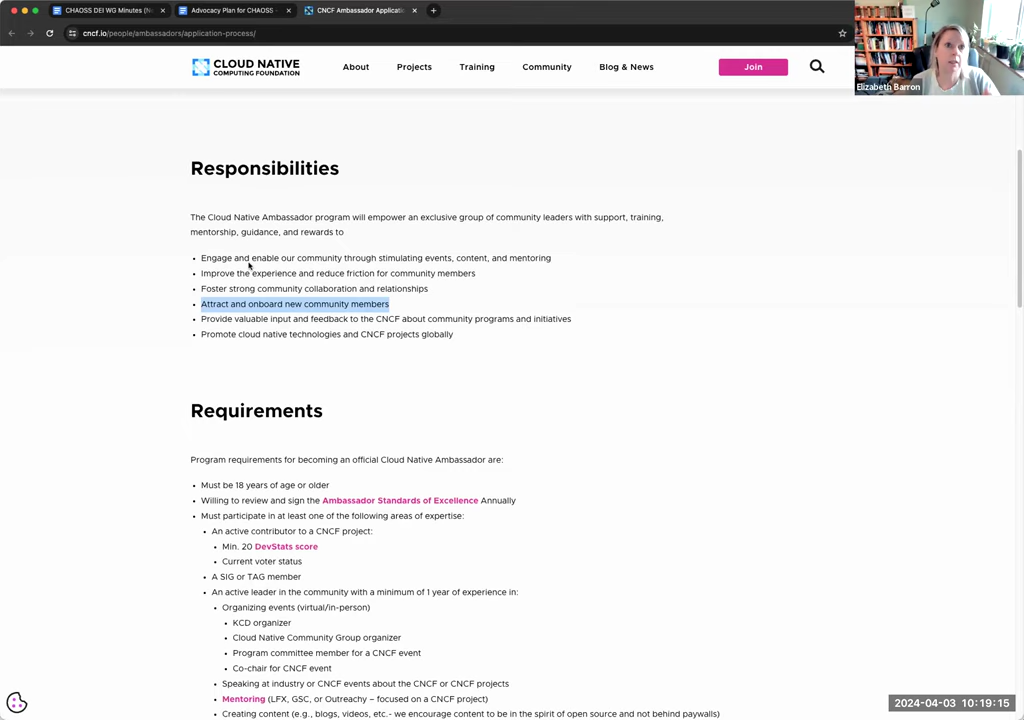 CHAOSS DEI WG Minutes (N
Advocacy Plan for CHAOSS -
CNCF Ambassador Applicatio
cncf.io/people/ambassadors/application-process/
CLOUD NATIVE
COMPUTING FOUNDATION
About
Projects
Training
Community
Blog & News
Join
Elizabeth Barron
Responsibilities
The Cloud Native Ambassador program will empower an exclusive group of community leaders with support, training,
mentorship, guidance, and rewards to
• Engage and enable our community through stimulating events, content, and mentoring
• Improve the experience and reduce friction for community members
• Foster strong community collaboration and relationships
• Attract and onboard new community members
• Provide valuable input and feedback to the CNCF about community programs and initiatives
• Promote cloud native technologies and CNCF projects globally
Requirements
Program requirements for becoming an official Cloud Native Ambassador are:
• Must be 18 years of age or older
• Willing to review and sign the Ambassador Standards of Excellence Annually
• Must participate in at least one of the following areas of expertise:
• An active contributor to a CNCF project:
• Min. 20 DevStats score
• Current voter status
• A SIG or TAG member
• An active leader in the community with a minimum of 1 year of experience in:
• Organizing events (virtual/in-person)
• KCD organizer
• Cloud Native Community Group organizer
• Program committee member for a CNCF event
• Co-chair for CNCF event
• Speaking at industry or CNCF events about the CNCF or CNCF projects
• Mentoring (LFX, GSC, or Outreachy – focused on a CNCF project)
• Creating content (e.g., blogs, videos, etc.- we encourage content to be in the spirit of open source and not behind paywalls)
2024-04-03 10:19:15